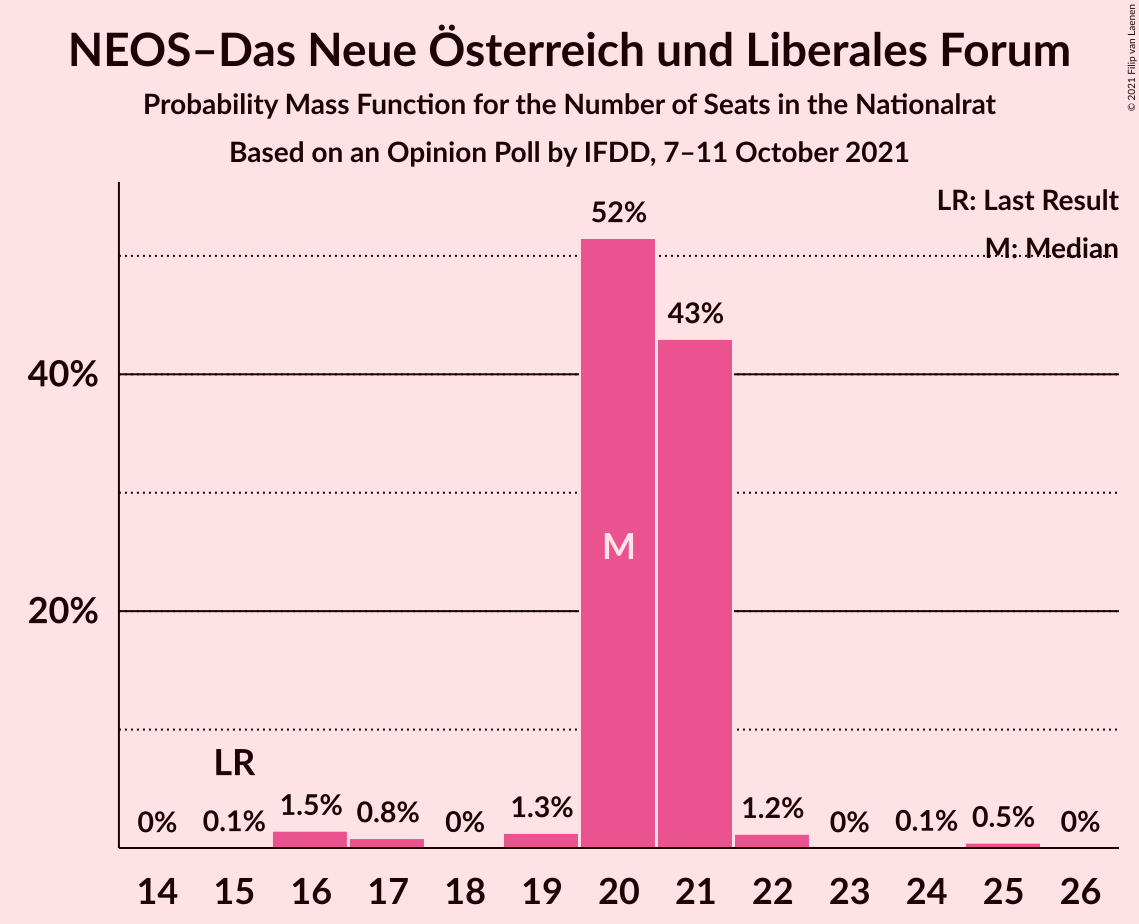 NEOS–Das Neue Österreich und Liberales Forum
Probability Mass Function for the Number of Seats in the Nationalrat
Based on an Opinion Poll by IFDD, 7–11 October 2021
© 2021 Filip van Laenen
LR: Last Result
M: Median
52%
43%
40%
M
20%
LR
0% 0.1% 1.5% 0.8% 0% 1.3% 1.2% 0% 0.1% 0.5% 0%
14 15 16 17 18 19 20 21 22 23 24 25 26